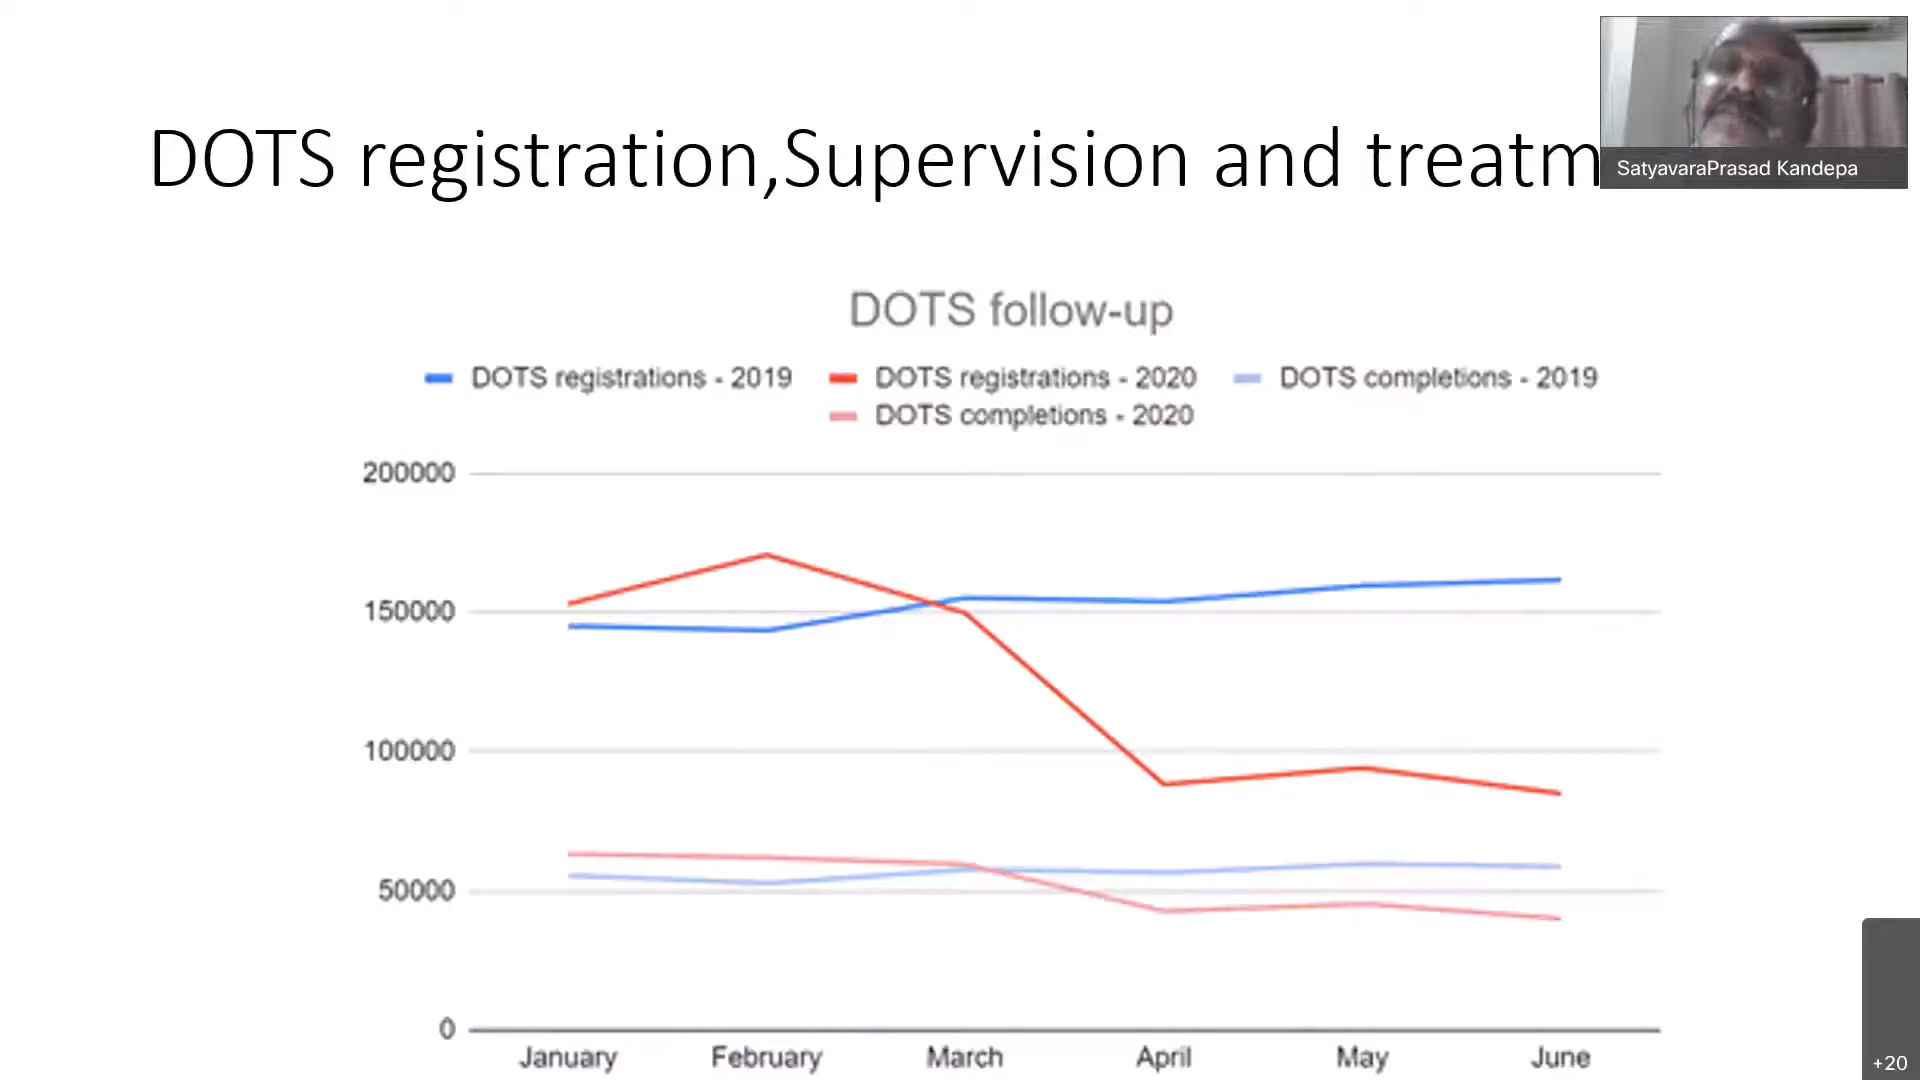 DOTS registration,Supervision and treatm
SatyavaraPrasad Kandepa
DOTS follow-up
DOTS registrations - 2019 DOTS registrations - 2020 DOTS completions - 2019
DOTS completions - 2020
200000
150000
100000
50000
0
January February March April May June
+20